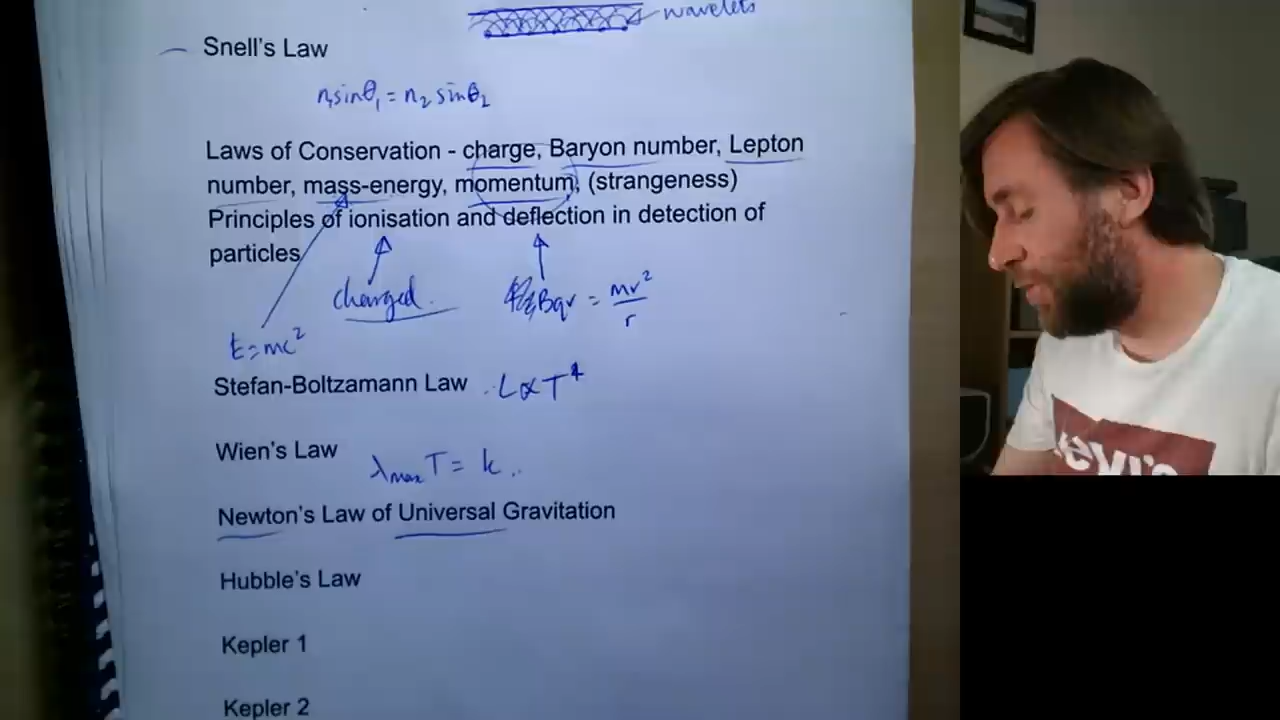 wavelets
Snell's Law
n₁sinθ₁ = n₂ sinθ₂
Laws of Conservation - charge, Baryon number, Lepton
number, mass-energy, momentum, (strangeness)
Principles of ionisation and deflection in detection of
particles
charged.
Bqv = mv²/r
E=mc²
Stefan-Boltzamann Law L∝T⁴
Wien's Law
λmax T = k
Newton's Law of Universal Gravitation
Hubble's Law
Kepler 1
Kepler 2